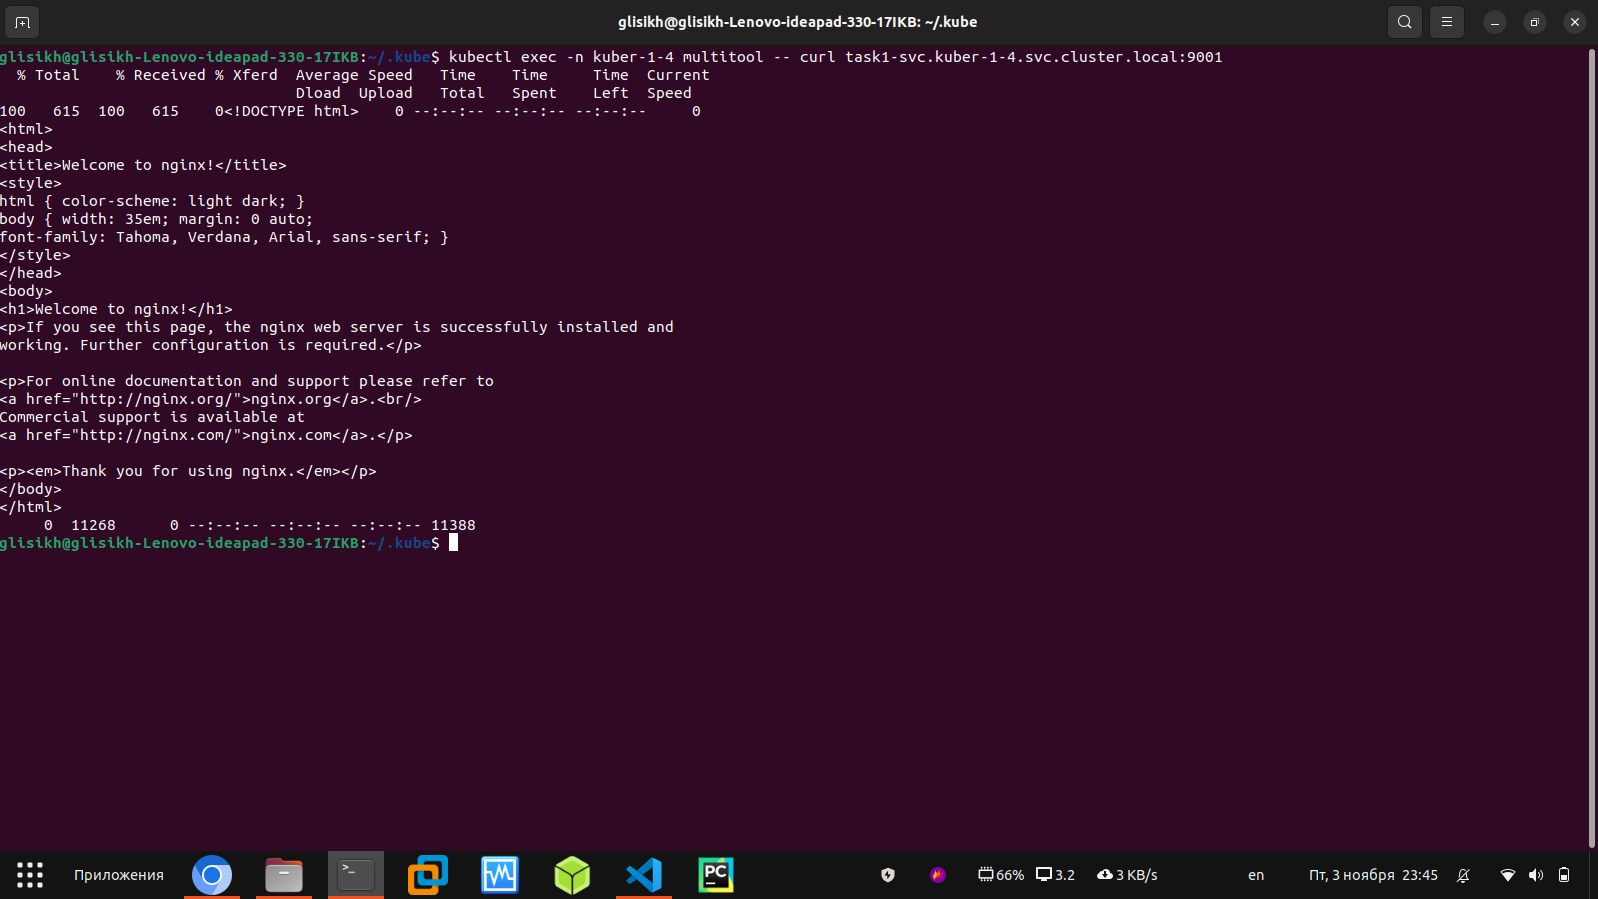 glisikh@glisikh-Lenovo-ideapad-330-17IKB: ~/.kube
glisikh@glisikh-Lenovo-ideapad-330-17IKB:~/.kube$ kubectl exec -n kuber-1-4 multitool -- curl task1-svc.kuber-1-4.svc.cluster.local:9001
  % Total    % Received % Xferd  Average Speed   Time    Time     Time  Current
                                 Dload  Upload   Total   Spent    Left  Speed
100   615  100   615    0<!DOCTYPE html>    0 --:--:-- --:--:-- --:--:--     0
<html>
<head>
<title>Welcome to nginx!</title>
<style>
html { color-scheme: light dark; }
body { width: 35em; margin: 0 auto;
font-family: Tahoma, Verdana, Arial, sans-serif; }
</style>
</head>
<body>
<h1>Welcome to nginx!</h1>
<p>If you see this page, the nginx web server is successfully installed and
working. Further configuration is required.</p>

<p>For online documentation and support please refer to
<a href="http://nginx.org/">nginx.org</a>.<br/>
Commercial support is available at
<a href="http://nginx.com/">nginx.com</a>.</p>

<p><em>Thank you for using nginx.</em></p>
</body>
</html>
     0  11268      0 --:--:-- --:--:-- --:--:-- 11388
glisikh@glisikh-Lenovo-ideapad-330-17IKB:~/.kube$
Приложения >_ PC 66% 3.2 3 KB/s en Пт, 3 ноября 23:45